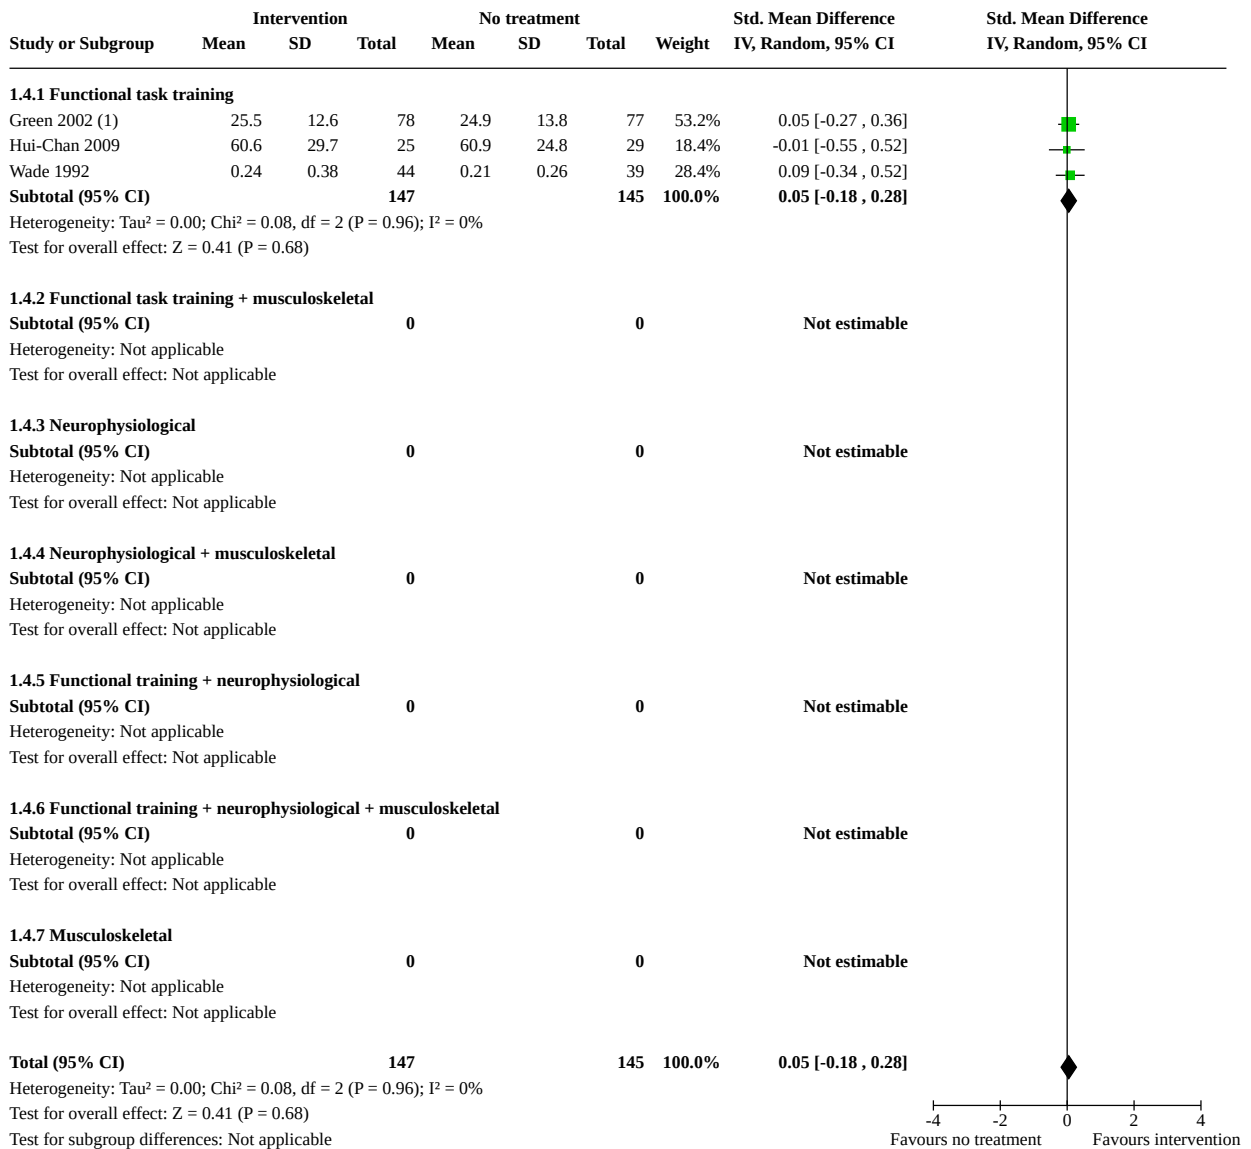 Intervention No treatment Std. Mean Difference Std. Mean Difference
Study or Subgroup Mean SD Total Mean SD Total Weight IV, Random, 95% CI IV, Random, 95% CI
1.4.1 Functional task training
Green 2002 (1) 25.5 12.6 78 24.9 13.8 77 53.2% 0.05 [-0.27 , 0.36]
Hui-Chan 2009 60.6 29.7 25 60.9 24.8 29 18.4% -0.01 [-0.55 , 0.52]
Wade 1992 0.24 0.38 44 0.21 0.26 39 28.4% 0.09 [-0.34 , 0.52]
Subtotal (95% CI) 147 145 100.0% 0.05 [-0.18 , 0.28]
Heterogeneity: Tau² = 0.00; Chi² = 0.08, df = 2 (P = 0.96); I² = 0%
Test for overall effect: Z = 0.41 (P = 0.68)
1.4.2 Functional task training + musculoskeletal
Subtotal (95% CI) 0 0 Not estimable
Heterogeneity: Not applicable
Test for overall effect: Not applicable
1.4.3 Neurophysiological
Subtotal (95% CI) 0 0 Not estimable
Heterogeneity: Not applicable
Test for overall effect: Not applicable
1.4.4 Neurophysiological + musculoskeletal
Subtotal (95% CI) 0 0 Not estimable
Heterogeneity: Not applicable
Test for overall effect: Not applicable
1.4.5 Functional training + neurophysiological
Subtotal (95% CI) 0 0 Not estimable
Heterogeneity: Not applicable
Test for overall effect: Not applicable
1.4.6 Functional training + neurophysiological + musculoskeletal
Subtotal (95% CI) 0 0 Not estimable
Heterogeneity: Not applicable
Test for overall effect: Not applicable
1.4.7 Musculoskeletal
Subtotal (95% CI) 0 0 Not estimable
Heterogeneity: Not applicable
Test for overall effect: Not applicable
Total (95% CI) 147 145 100.0% 0.05 [-0.18 , 0.28]
Heterogeneity: Tau² = 0.00; Chi² = 0.08, df = 2 (P = 0.96); I² = 0%
Test for overall effect: Z = 0.41 (P = 0.68)
-4 -2 0 2 4
Test for subgroup differences: Not applicable Favours no treatment Favours intervention